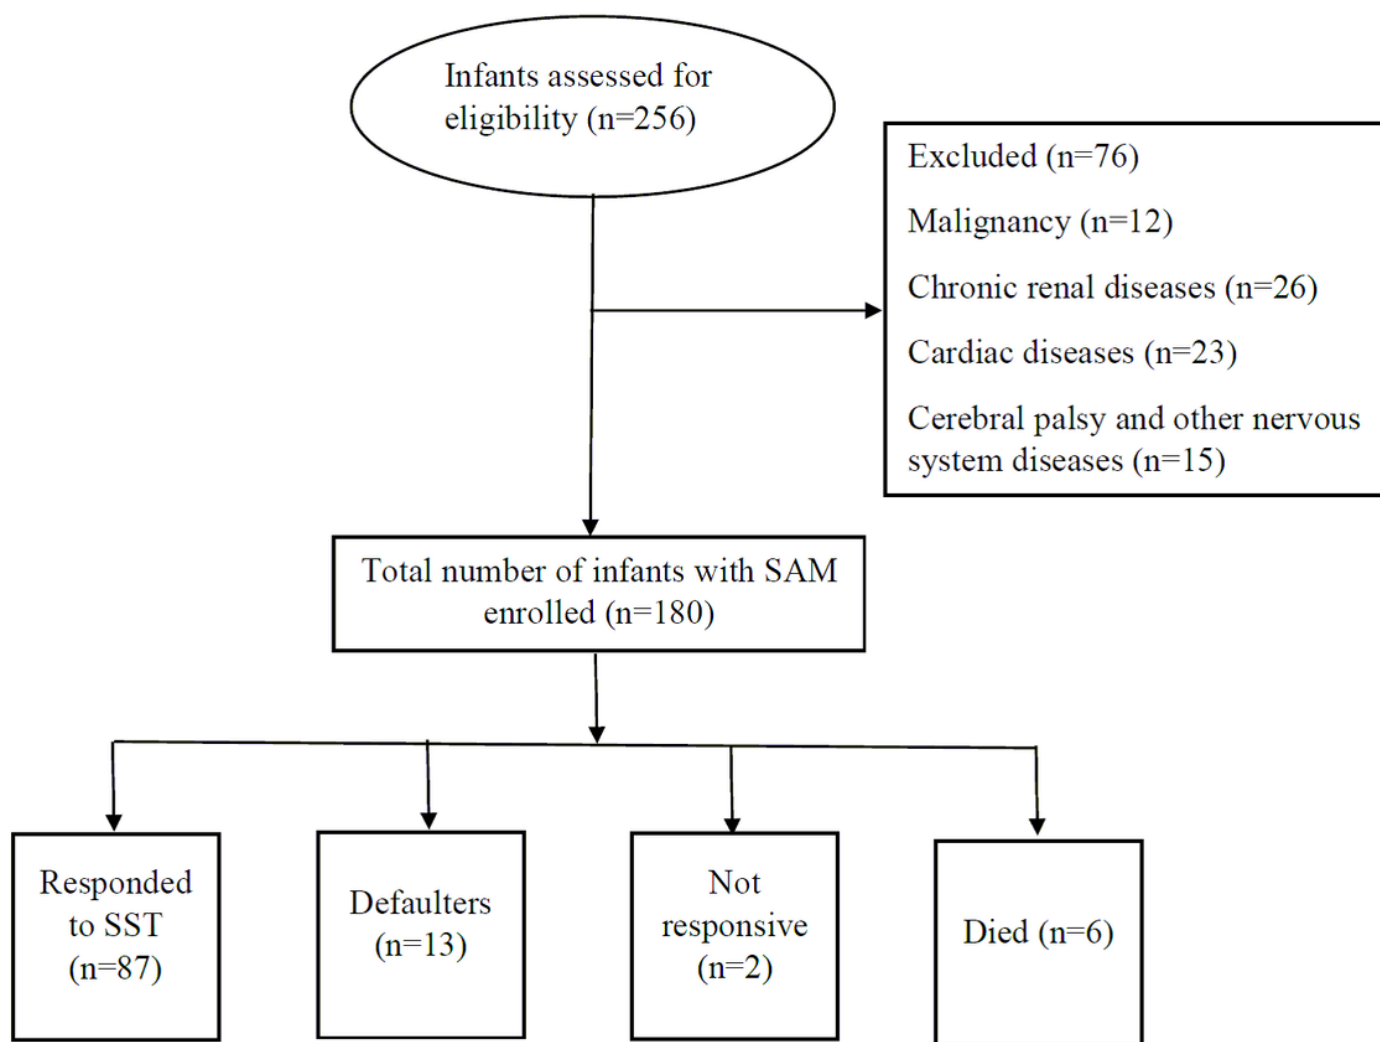 Infants assessed for
eligibility (n=256)
Excluded (n=76)
Malignancy (n=12)
Chronic renal diseases (n=26)
Cardiac diseases (n=23)
Cerebral palsy and other nervous
system diseases (n=15)
Total number of infants with SAM
enrolled (n=180)
Responded
to SST
(n=87)
Defaulters
(n=13)
Not
responsive
(n=2)
Died (n=6)